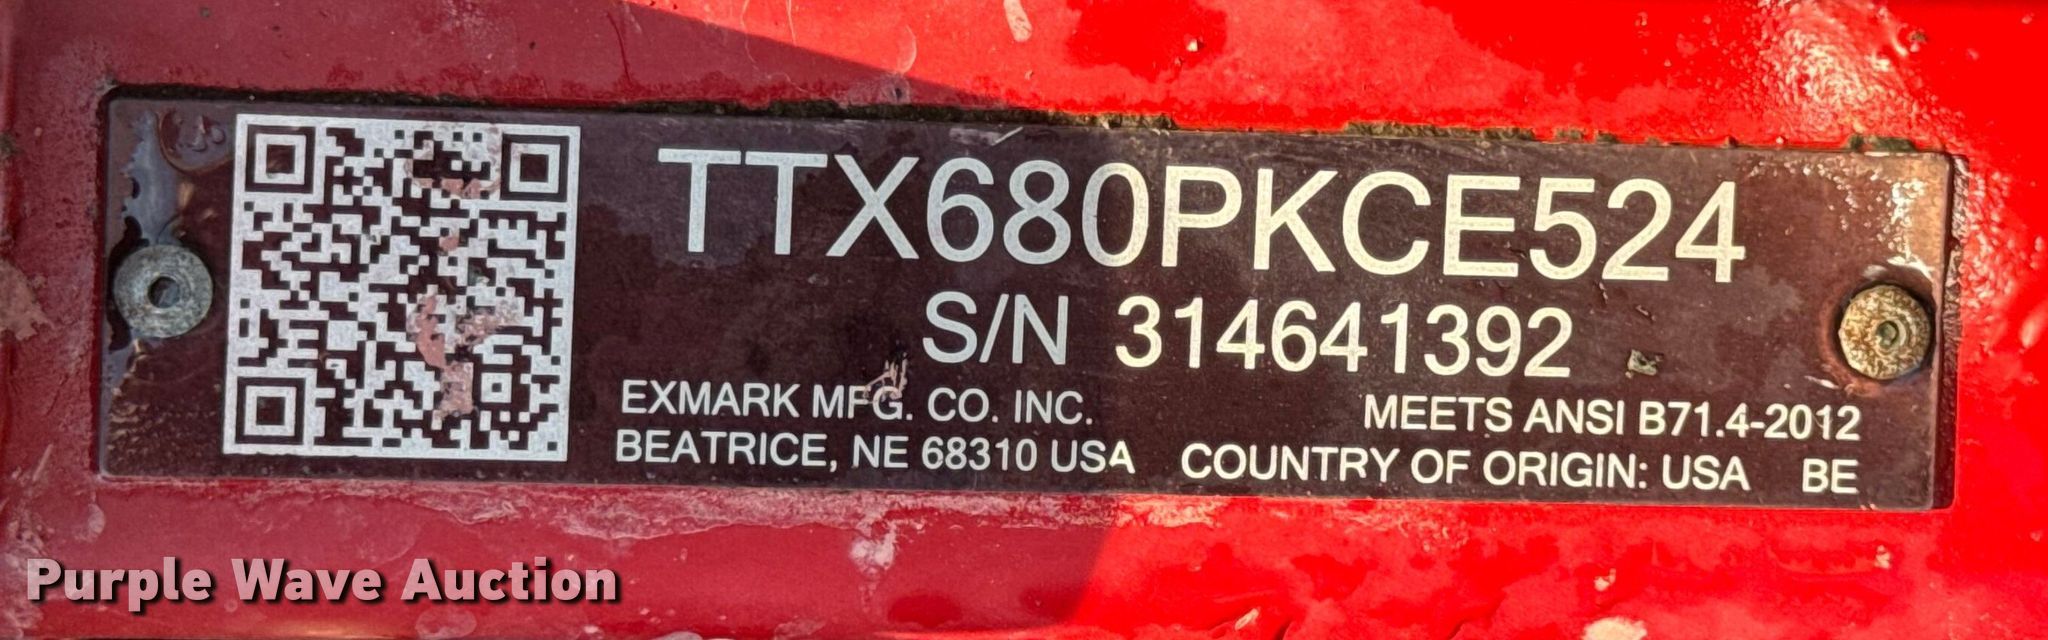 TTX680PKCE524
S/N 314641392
EXMARK MFG. CO. INC.
BEATRICE, NE 68310 USA
MEETS ANSI B71.4-2012
COUNTRY OF ORIGIN: USA BE
Purple Wave Auction